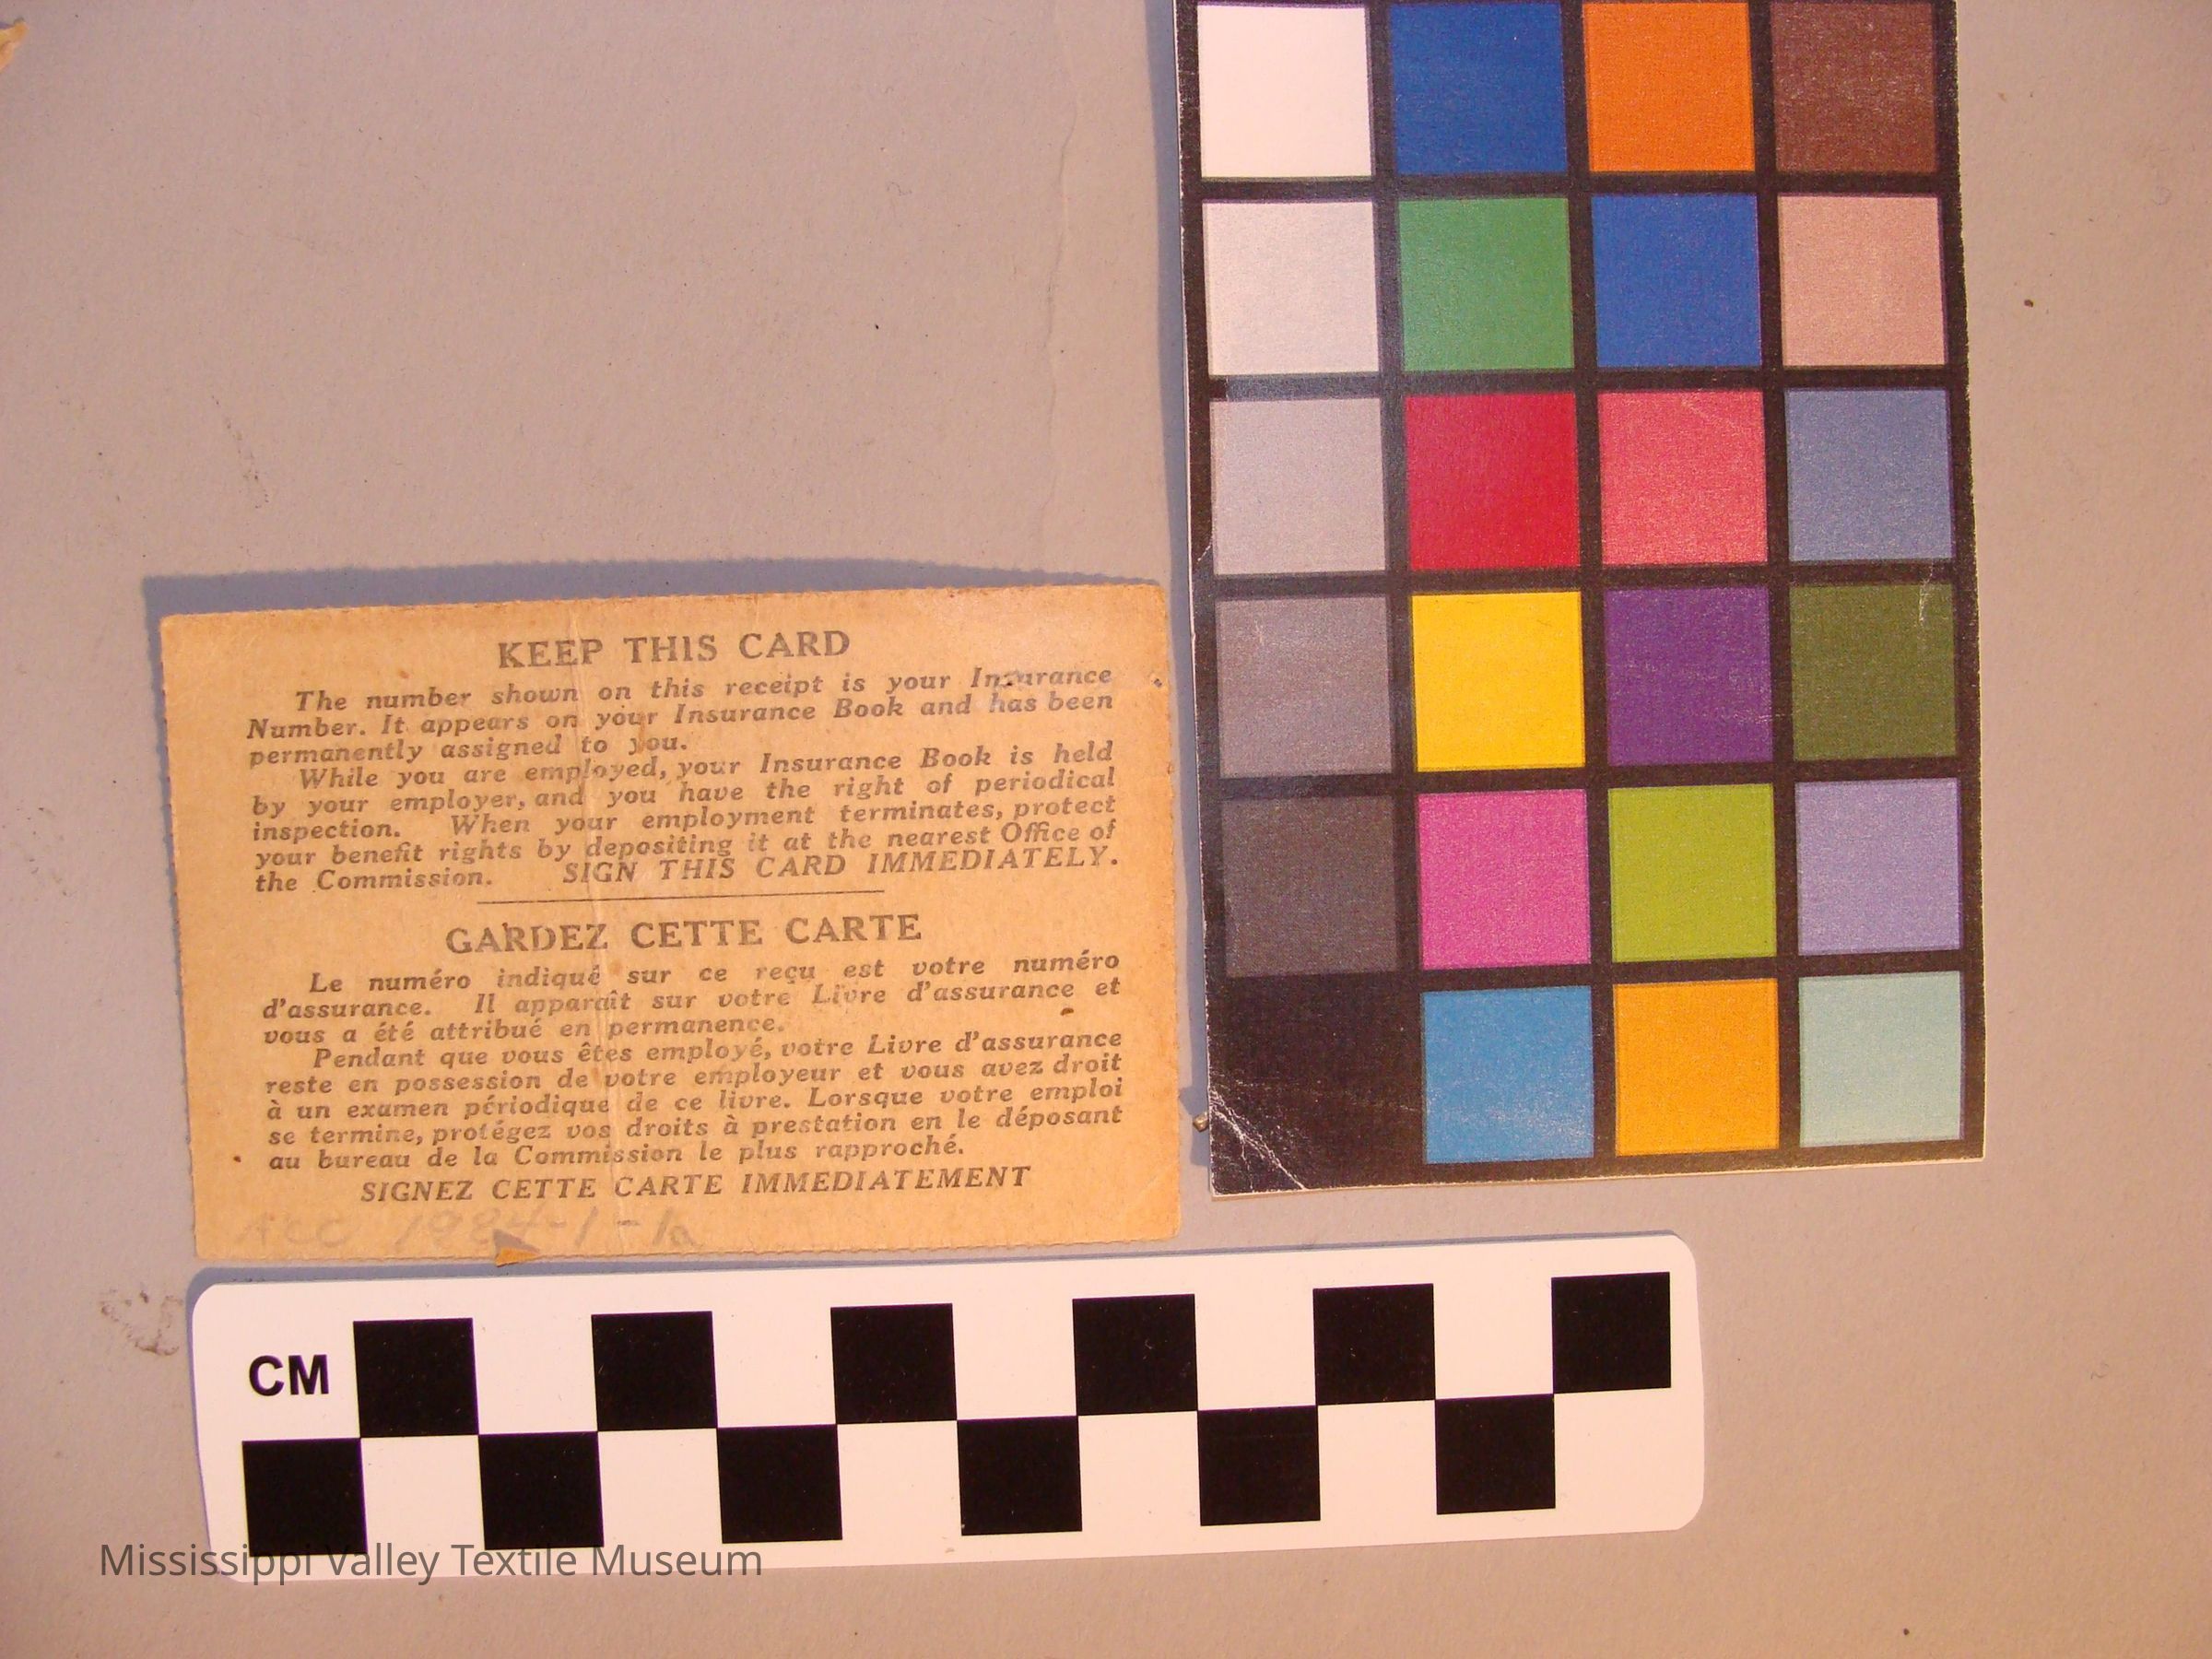 KEEP THIS CARD
The number shown on this receipt is your Insurance
Number. It appears on your Insurance Book and has been
permanently assigned to you.
While you are employed, your Insurance Book is held
by your employer, and you have the right of periodical
inspection. When your employment terminates, protect
your benefit rights by depositing it at the nearest Office of
the Commission. SIGN THIS CARD IMMEDIATELY.
GARDEZ CETTE CARTE
Le numéro indiqué sur ce reçu est votre numéro
d'assurance. Il apparaît sur votre Livre d'assurance et
vous a été attribué en permanence.
Pendant que vous êtes employé, votre Livre d'assurance
reste en possession de votre employeur et vous avez droit
à un examen périodique de ce livre. Lorsque votre emploi
se termine, protégez vos droits à prestation en le déposant
au bureau de la Commission le plus rapproché.
SIGNEZ CETTE CARTE IMMEDIATEMENT
ACC 1984-1-
CM
Mississippi Valley Textile Museum